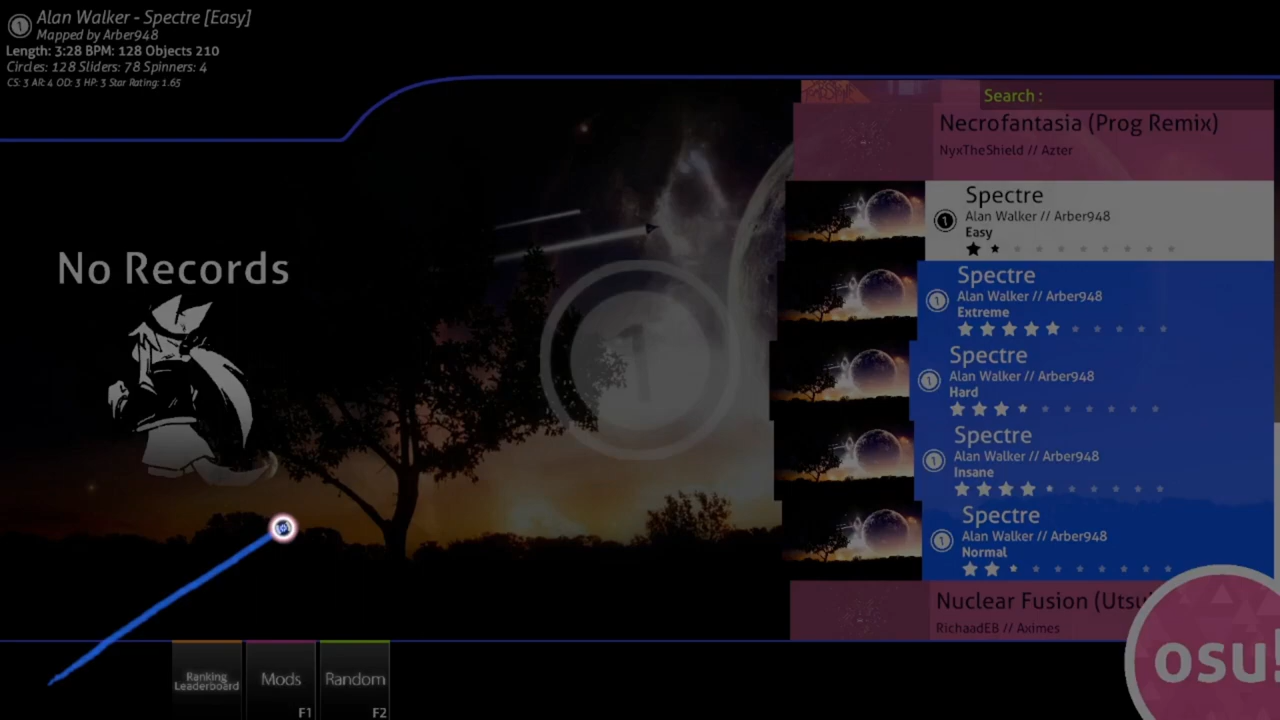 Alan Walker - Spectre [Easy]
Mapped by Arber948
Length: 3:28 BPM: 128 Objects 210
Circles: 128 Sliders: 78 Spinners: 4
CS: 3 AR: 4 OD: 3 HP: 3 Star Rating: 1.65
Search :
Necrofantasia (Prog Remix)
NyxTheShield // Azter
Spectre
Alan Walker // Arber948
Easy
Spectre
Alan Walker // Arber948
Extreme
Spectre
Alan Walker // Arber948
Hard
Spectre
Alan Walker // Arber948
Insane
Spectre
Alan Walker // Arber948
Normal
Nuclear Fusion (Utsu
RichaadEB // Aximes
No Records
1
Ranking
Leaderboard
Mods
F1
Random
F2
osu!